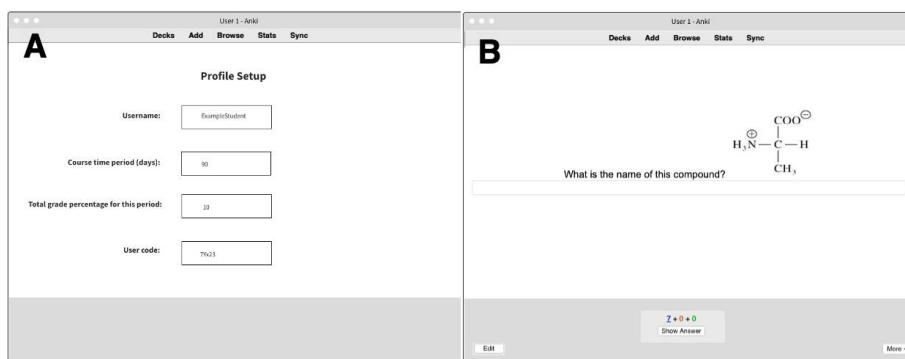 User 1 - Anki
A
Decks Add Browse Stats Sync
Profile Setup
Username: ExampleStudent
Course time period (days): 90
Total grade percentage for this period: 10
User code:
User 1 - Anki
B
Decks Add Browse Stats Sync
COO⊖
⊕
H₃N—C—H
CH₃
What is the name of this compound?
7 + 0 + 0
Show Answer
Edit
More